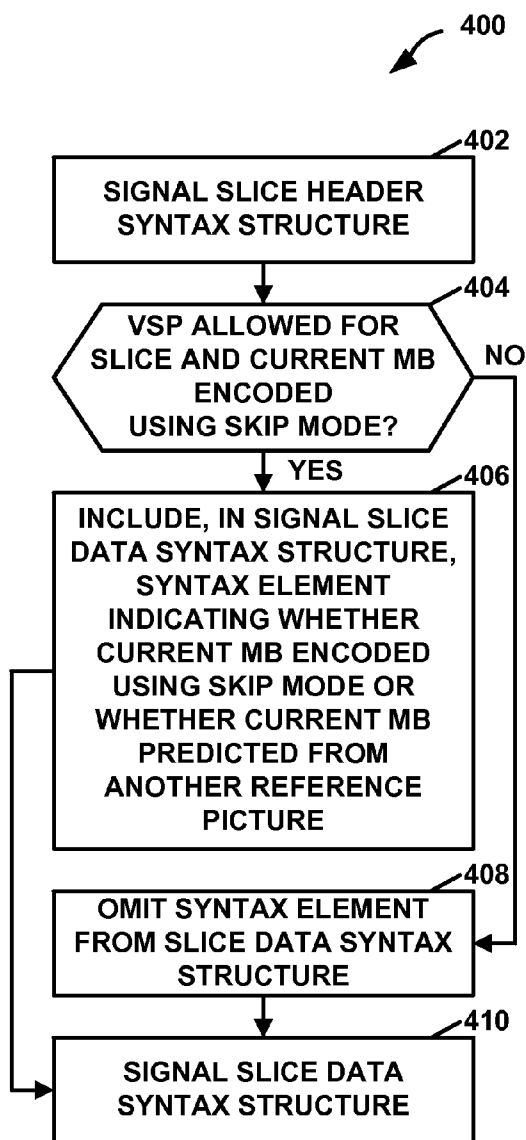 400
402
SIGNAL SLICE HEADER
SYNTAX STRUCTURE
404
VSP ALLOWED FOR
SLICE AND CURRENT MB
ENCODED
USING SKIP MODE?
NO
YES
406
INCLUDE, IN SIGNAL SLICE
DATA SYNTAX STRUCTURE,
SYNTAX ELEMENT
INDICATING WHETHER
CURRENT MB ENCODED
USING SKIP MODE OR
WHETHER CURRENT MB
PREDICTED FROM
ANOTHER REFERENCE
PICTURE
408
OMIT SYNTAX ELEMENT
FROM SLICE DATA SYNTAX
STRUCTURE
410
SIGNAL SLICE DATA
SYNTAX STRUCTURE